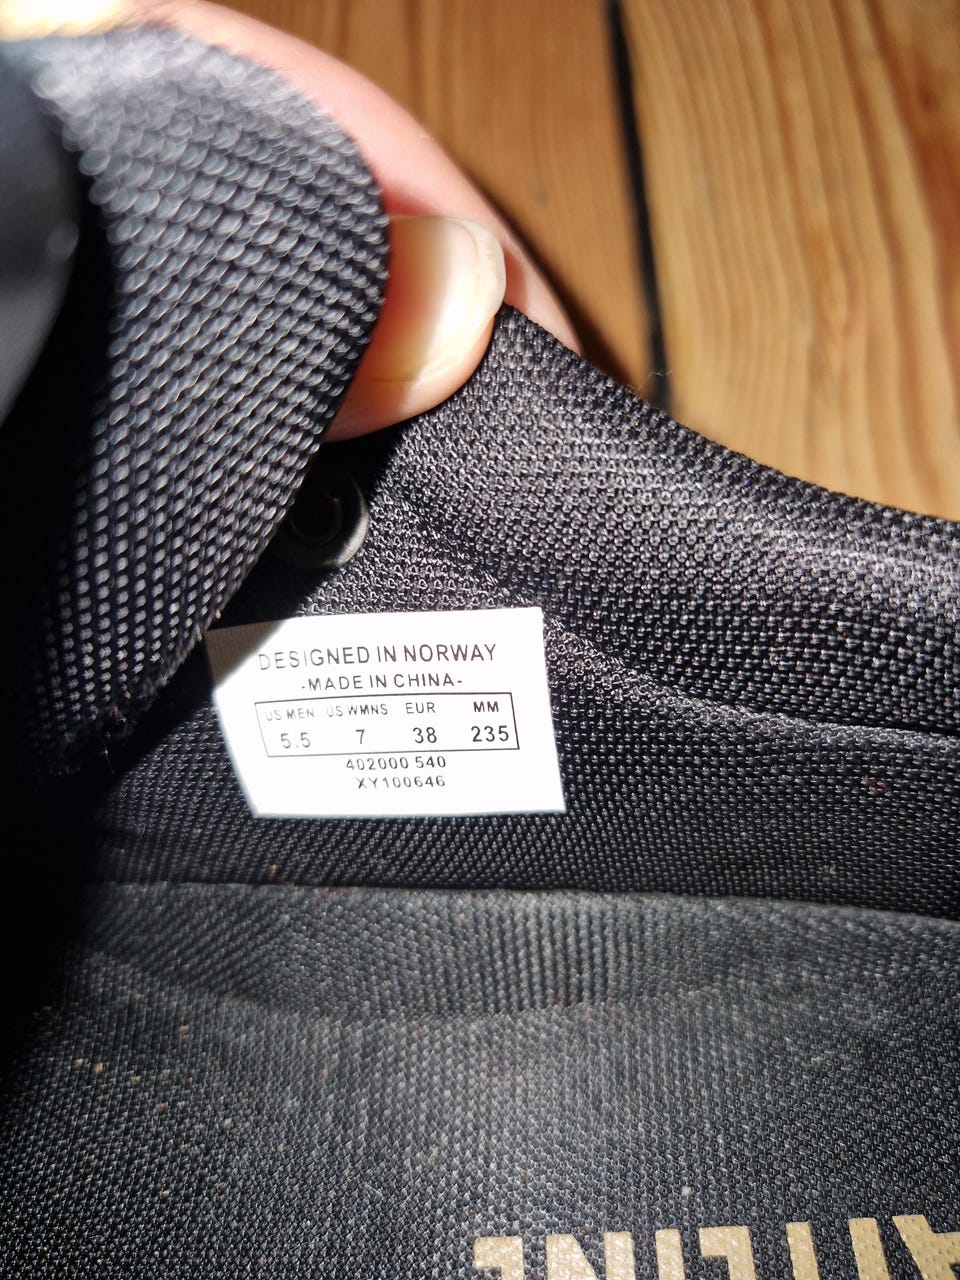 DESIGNED IN NORWAY
-MADE IN CHINA-
US MEN US WMNS EUR MM
5.5 7 38 235
402000 540
XY100646